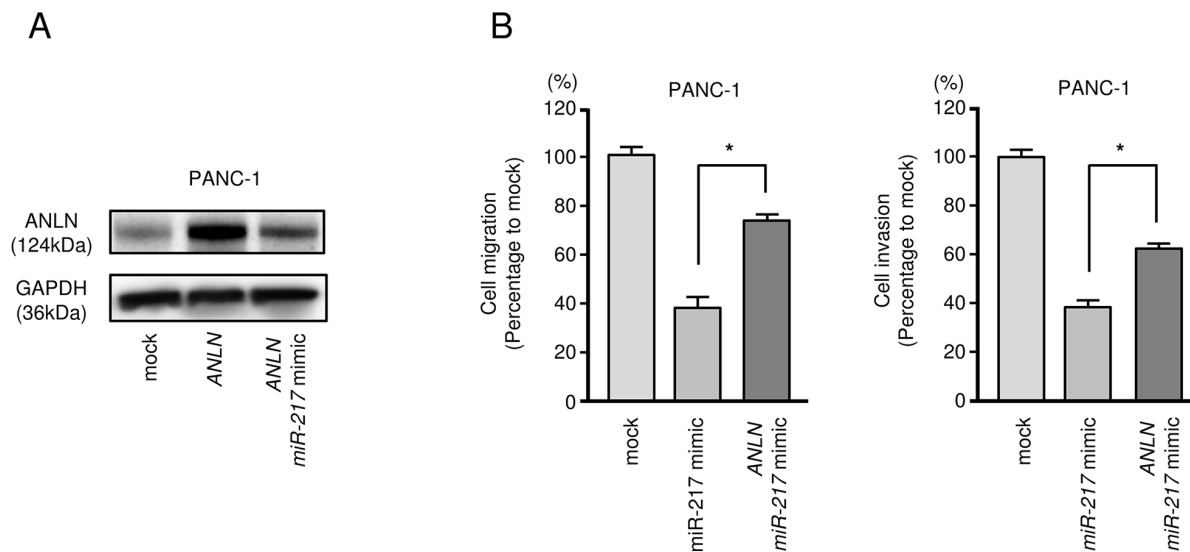 A
PANC-1
ANLN
(124kDa)
GAPDH
(36kDa)
mock
ANLN
ANLN
miR-217 mimic
B
(%)
PANC-1
120
100
80
60
40
20
0
Cell migration
(Percentage to mock)
*
mock
miR-217 mimic
ANLN
miR-217 mimic
(%)
PANC-1
120
100
80
60
40
20
0
Cell invasion
(Percentage to mock)
*
mock
miR-217 mimic
ANLN
miR-217 mimic